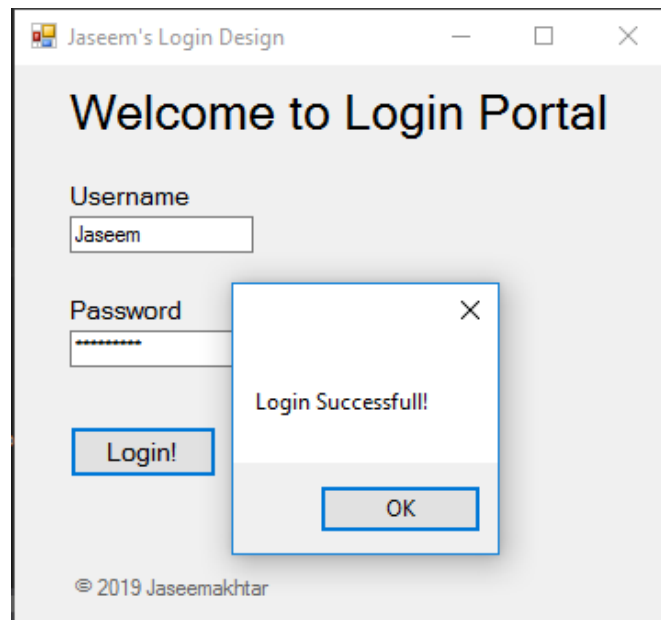 Jaseem's Login Design
Welcome to Login Portal
Username
Jaseem
Password
*********
Login Successfull!
Login!
OK
© 2019 Jaseemakhtar